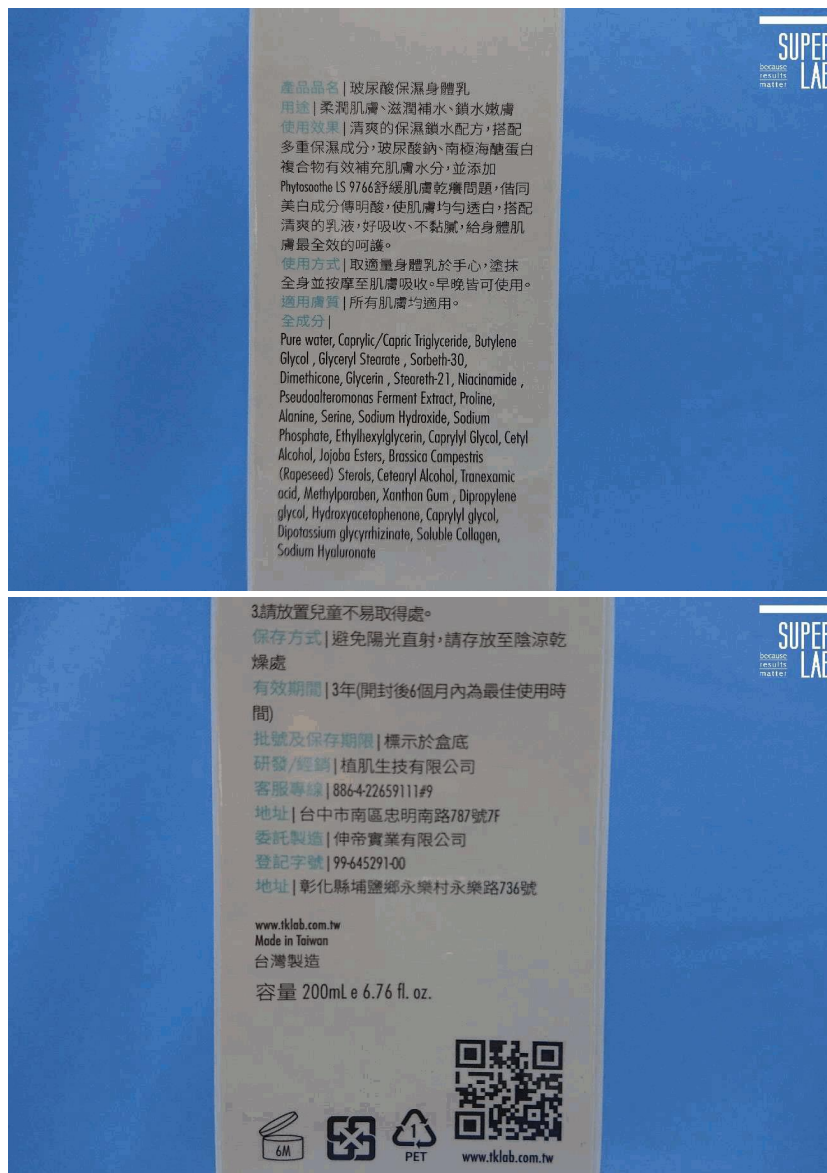 SUPER
LAB
because
results
matter
產品品名|玻尿酸保濕身體乳
用途|柔潤肌膚、滋潤補水、鎖水嫩膚
使用效果|清爽的保濕鎖水配方，搭配
多重保濕成分，玻尿酸鈉、南極海醣蛋白
複合物有效補充肌膚水分，並添加
Phytosoothe LS 9766舒緩肌膚乾癢問題，偕同
美白成分傳明酸，使肌膚均勻透白，搭配
清爽的乳液，好吸收、不黏膩，給身體肌
膚最全效的呵護。
使用方式|取適量身體乳於手心，塗抹
全身並按摩至肌膚吸收。早晚皆可使用。
適用膚質|所有肌膚均適用。
全成分|
Pure water, Caprylic/Capric Triglyceride, Butylene
Glycol , Glyceryl Stearate , Sorbeth-30,
Dimethicone, Glycerin , Steareth-21, Niacinamide ,
Pseudoalteromonas Ferment Extract, Proline,
Alanine, Serine, Sodium Hydroxide, Sodium
Phosphate, Ethylhexylglycerin, Caprylyl Glycol, Cetyl
Alcohol, Jojoba Esters, Brassica Campestris
(Rapeseed) Sterols, Cetearyl Alcohol, Tranexamic
acid, Methylparaben, Xanthan Gum , Dipropylene
glycol, Hydroxyacetophenone, Caprylyl glycol,
Dipotassium glycyrrhizinate, Soluble Collagen,
Sodium Hyaluronate
3.請放置兒童不易取得處。
保存方式|避免陽光直射，請存放至陰涼乾
燥處
有效期間|3年(開封後6個月內為最佳使用時
間)
批號及保存期限|標示於盒底
研發/經銷|植肌生技有限公司
客服專線|886-4-22659111#9
地址|台中市南區忠明南路787號7F
委託製造|伸帝實業有限公司
登記字號|99-645291-00
地址|彰化縣埔鹽鄉永樂村永樂路736號
www.tklab.com.tw
Made in Taiwan
台灣製造
容量 200mL e 6.76 fl. oz.
6M
1
PET
www.tklab.com.tw
SUPER
LAB
because
results
matter